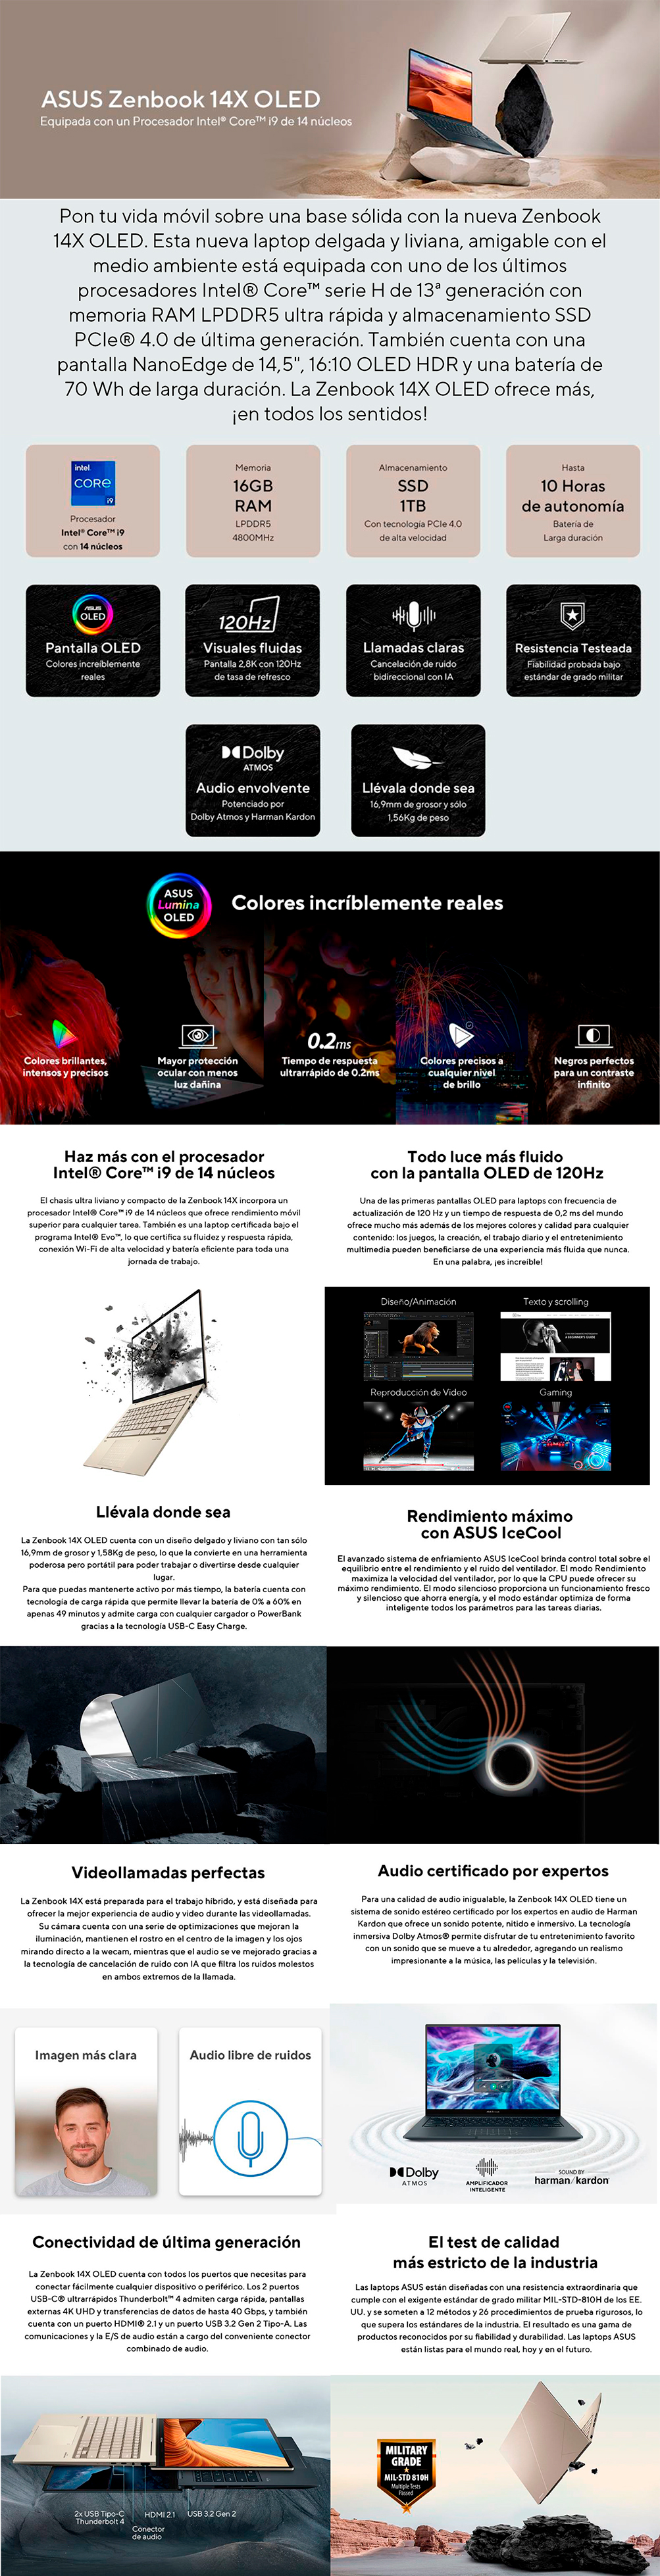 ASUS Zenbook 14X OLED
Equipada con un Procesador Intel® Core™ i9 de 14 núcleos
Pon tu vida móvil sobre una base sólida con la nueva Zenbook
14X OLED. Esta nueva laptop delgada y liviana, amigable con el
medio ambiente está equipada con uno de los últimos
procesadores Intel® Core™ serie H de 13ª generación con
memoria RAM LPDDR5 ultra rápida y almacenamiento SSD
PCIe® 4.0 de última generación. También cuenta con una
pantalla NanoEdge de 14,5", 16:10 OLED HDR y una batería de
70 Wh de larga duración. La Zenbook 14X OLED ofrece más,
¡en todos los sentidos!
intel
CORE
i9
Procesador
Intel® Core™ i9
con 14 núcleos
Memoria
16GB
RAM
LPDDR5
4800MHz
Almacenamiento
SSD
1TB
Con tecnología PCIe 4.0
de alta velocidad
Hasta
10 Horas
de autonomía
Batería de
Larga duración
ASUS
OLED
Pantalla OLED
Colores increíblemente
reales
120Hz
Visuales fluidas
Pantalla 2,8K con 120Hz
de tasa de refresco
Llamadas claras
Cancelación de ruido
bidireccional con IA
Resistencia Testeada
Fiabilidad probada bajo
estándar de grado militar
Dolby
ATMOS
Audio envolvente
Potenciado por
Dolby Atmos y Harman Kardon
Llévala donde sea
16,9mm de grosor y sólo
1,56Kg de peso
ASUS
Lumina
OLED
Colores incríblemente reales
Colores brillantes,
intensos y precisos
Mayor protección
ocular con menos
luz dañina
0.2ms
Tiempo de respuesta
ultrarrápido de 0.2ms
Colores precisos a
cualquier nivel
de brillo
Negros perfectos
para un contraste
infinito
Haz más con el procesador
Intel® Core™ i9 de 14 núcleos
El chasis ultra liviano y compacto de la Zenbook 14X incorpora un
procesador Intel® Core™ i9 de 14 núcleos que ofrece rendimiento móvil
superior para cualquier tarea. También es una laptop certificada bajo el
programa Intel® Evo™, lo que certifica su fluidez y respuesta rápida,
conexión Wi-Fi de alta velocidad y batería eficiente para toda una
jornada de trabajo.
Todo luce más fluido
con la pantalla OLED de 120Hz
Una de las primeras pantallas OLED para laptops con frecuencia de
actualización de 120 Hz y un tiempo de respuesta de 0,2 ms del mundo
ofrece mucho más además de los mejores colores y calidad para cualquier
contenido: los juegos, la creación, el trabajo diario y el entretenimiento
multimedia pueden beneficiarse de una experiencia más fluida que nunca.
En una palabra, ¡es increíble!
Diseño/Animación
Texto y scrolling
Reproducción de Video
Gaming
Llévala donde sea
La Zenbook 14X OLED cuenta con un diseño delgado y liviano con tan sólo
16,9mm de grosor y 1,58Kg de peso, lo que la convierte en una herramienta
poderosa pero portátil para poder trabajar o divertirse desde cualquier
lugar.
Para que puedas mantenerte activo por más tiempo, la batería cuenta con
tecnología de carga rápida que permite llevar la batería de 0% a 60% en
apenas 49 minutos y admite carga con cualquier cargador o PowerBank
gracias a la tecnología USB-C Easy Charge.
Rendimiento máximo
con ASUS IceCool
El avanzado sistema de enfriamiento ASUS IceCool brinda control total sobre el
equilibrio entre el rendimiento y el ruido del ventilador. El modo Rendimiento
maximiza la velocidad del ventilador, por lo que la CPU puede ofrecer su
máximo rendimiento. El modo silencioso proporciona un funcionamiento fresco
y silencioso que ahorra energía, y el modo estándar optimiza de forma
inteligente todos los parámetros para las tareas diarias.
Videollamadas perfectas
La Zenbook 14X está preparada para el trabajo híbrido, y está diseñada para
ofrecer la mejor experiencia de audio y video durante las videollamadas.
Su cámara cuenta con una serie de optimizaciones que mejoran la
iluminación, mantienen el rostro en el centro de la imagen y los ojos
mirando directo a la wecam, mientras que el audio se ve mejorado gracias a
la tecnología de cancelación de ruido con IA que filtra los ruidos molestos
en ambos extremos de la llamada.
Audio certificado por expertos
Para una calidad de audio inigualable, la Zenbook 14X OLED tiene un
sistema de sonido estéreo certificado por los expertos en audio de Harman
Kardon que ofrece un sonido potente, nítido e inmersivo. La tecnología
inmersiva Dolby Atmos® permite disfrutar de tu entretenimiento favorito
con un sonido que se mueve a tu alrededor, agregando un realismo
impresionante a la música, las películas y la televisión.
Imagen más clara
Audio libre de ruidos
Dolby
ATMOS
AMPLIFICADOR
INTELIGENTE
SOUND BY
harman/kardon
Conectividad de última generación
La Zenbook 14X OLED cuenta con todos los puertos que necesitas para
conectar fácilmente cualquier dispositivo o periférico. Los 2 puertos
USB-C® ultrarrápidos Thunderbolt™ 4 admiten carga rápida, pantallas
externas 4K UHD y transferencias de datos de hasta 40 Gbps, y también
cuenta con un puerto HDMI® 2.1 y un puerto USB 3.2 Gen 2 Tipo-A. Las
comunicaciones y la E/S de audio están a cargo del conveniente conector
combinado de audio.
El test de calidad
más estricto de la industria
Las laptops ASUS están diseñadas con una resistencia extraordinaria que
cumple con el exigente estándar de grado militar MIL-STD-810H de los EE.
UU. y se someten a 12 métodos y 26 procedimientos de prueba rigurosos, lo
que supera los estándares de la industria. El resultado es una gama de
productos reconocidos por su fiabilidad y durabilidad. Las laptops ASUS
están listas para el mundo real, hoy y en el futuro.
2x USB Tipo-C
Thunderbolt 4
HDMI 2.1
USB 3.2 Gen 2
Conector
de audio
MILITARY
GRADE
MIL-STD 810H
Multiple Tests
Passed